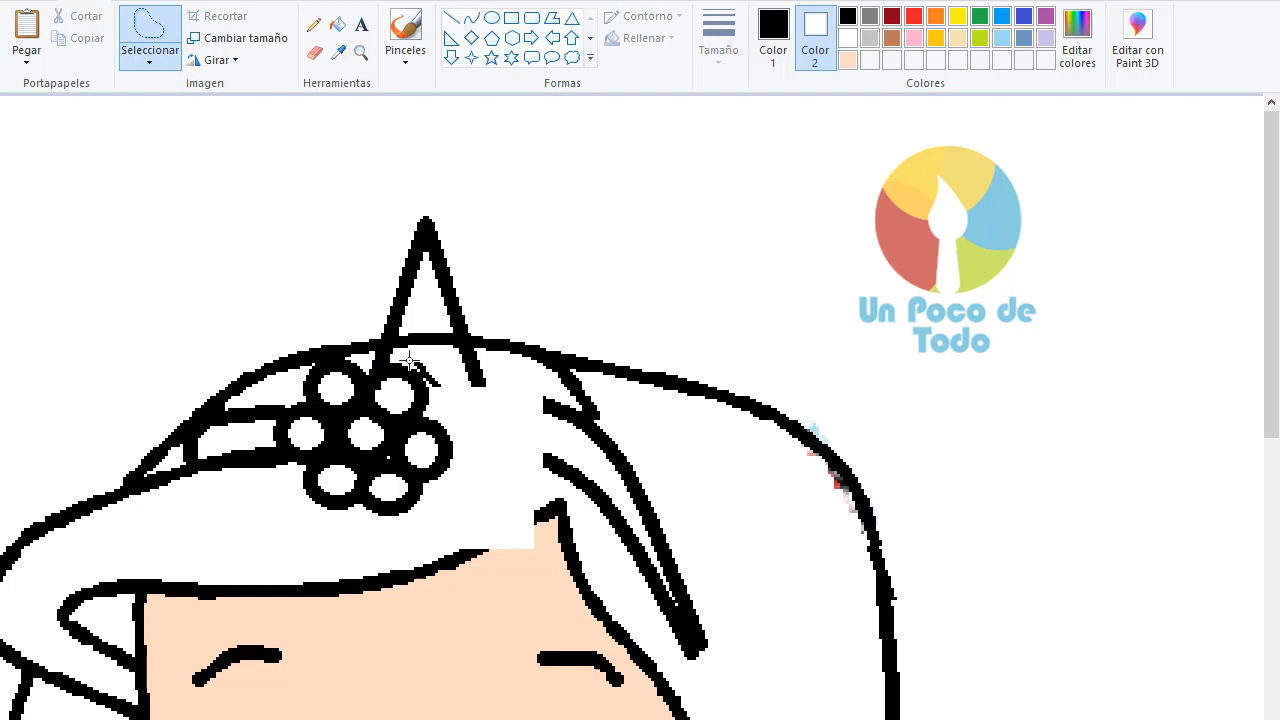 Pegar
Cortar
Copiar
Portapapeles
Seleccionar
Recortar
Cambiar tamaño
Girar
Imagen
A
Herramientas
Pinceles
Contorno
Rellenar
Formas
Tamaño
Color
1
Color
2
Editar
colores
Colores
Editar con
Paint 3D
Un Poco de
Todo